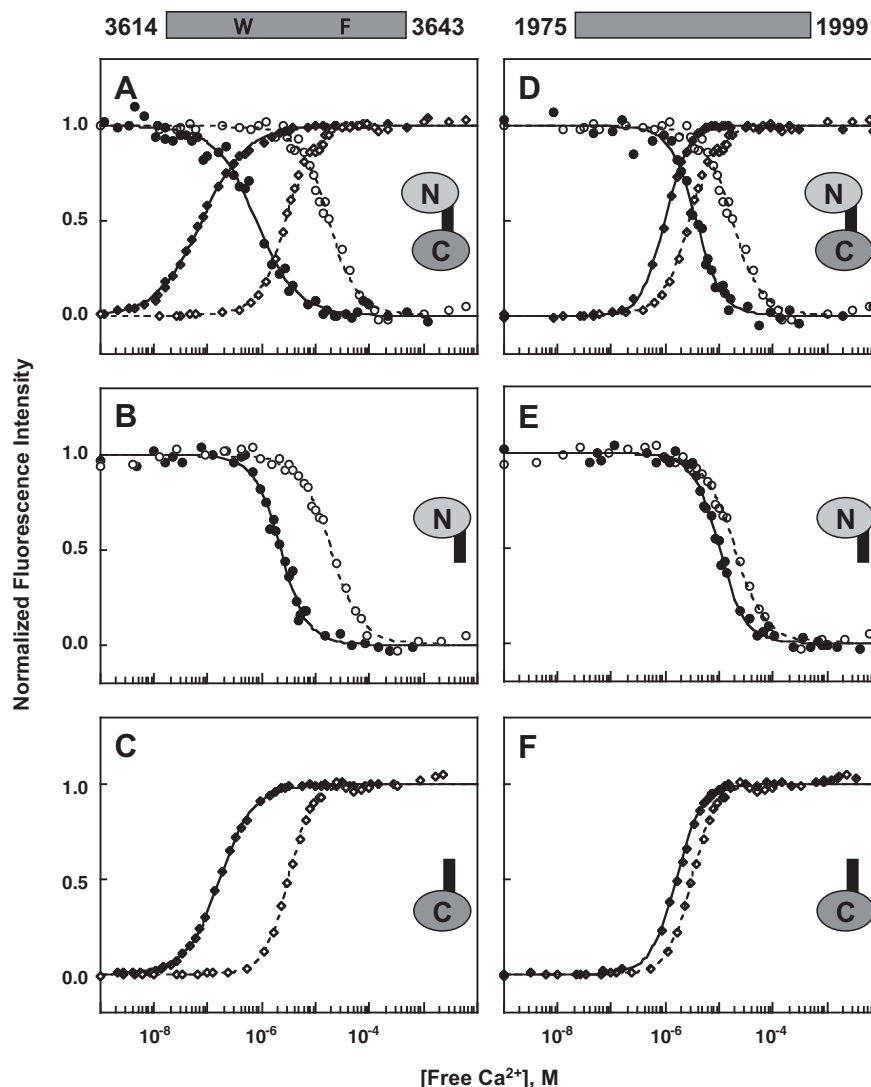 3614 W F 3643 1975 1999
A D
1.0
N N
0.5
C C
0.0
B E
1.0
N N
0.5
0.0
Normalized Fluorescence Intensity
C F
1.0
0.5
C C
0.0
10⁻⁸ 10⁻⁶ 10⁻⁴ 10⁻⁸ 10⁻⁶ 10⁻⁴
[Free Ca²⁺], M